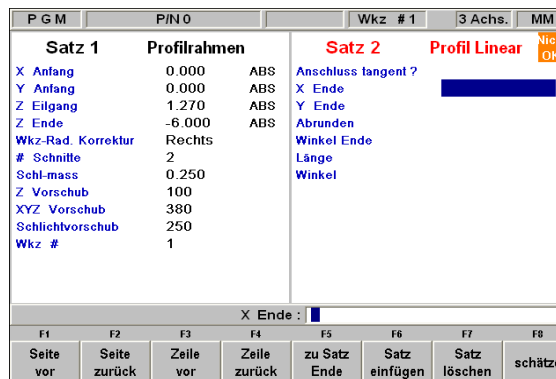 P G M P/N 0 Wkz # 1 3 Achs. MM
Satz 1 Profilrahmen
X Anfang 0.000 ABS
Y Anfang 0.000 ABS
Z Eilgang 1.270 ABS
Z Ende -6.000 ABS
Wkz-Rad. Korrektur Rechts
# Schnitte 2
Schl-mass 0.250
Z Vorschub 100
XYZ Vorschub 380
Schlichtvorschub 250
Wkz # 1
Satz 2 Profil Linear
OK
Anschluss tangent ?
X Ende
Y Ende
Abrunden
Winkel Ende
Länge
Winkel
X Ende :
F1 F2 F3 F4 F5 F6 F7 F8
Seite vor
Seite zurück
Zeile vor
Zeile zurück
zu Satz Ende
Satz einfügen
Satz löschen